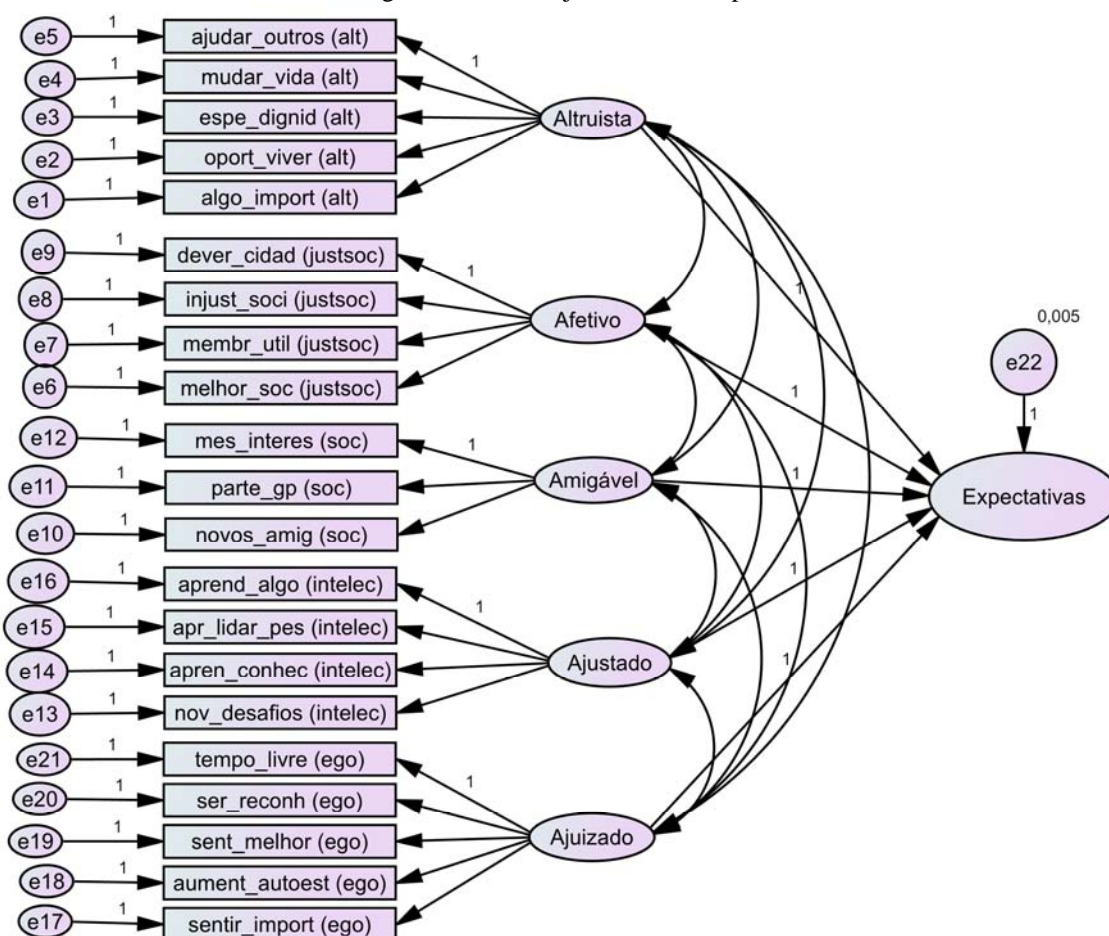 e5 1 ajudar_outros (alt)
e4 1 mudar_vida (alt)
e3 1 espe_dignid (alt)
e2 1 oport_viver (alt)
e1 1 algo_import (alt)
1 Altruista
e9 1 dever_cidad (justsoc)
e8 1 injust_soci (justsoc)
e7 1 membr_util (justsoc)
e6 1 melhor_soc (justsoc)
1 Afetivo
e12 1 mes_interes (soc)
e11 1 parte_gp (soc)
e10 1 novos_amig (soc)
1 Amigável
e16 1 aprend_algo (intelec)
e15 1 apr_lidar_pes (intelec)
e14 1 apren_conhec (intelec)
e13 1 nov_desafios (intelec)
1 Ajustado
e21 1 tempo_livre (ego)
e20 1 ser_reconh (ego)
e19 1 sent_melhor (ego)
e18 1 aument_autoest (ego)
e17 1 sentir_import (ego)
1 Ajuizado
1
1
1
1
1
0,005
e22
1
Expectativas